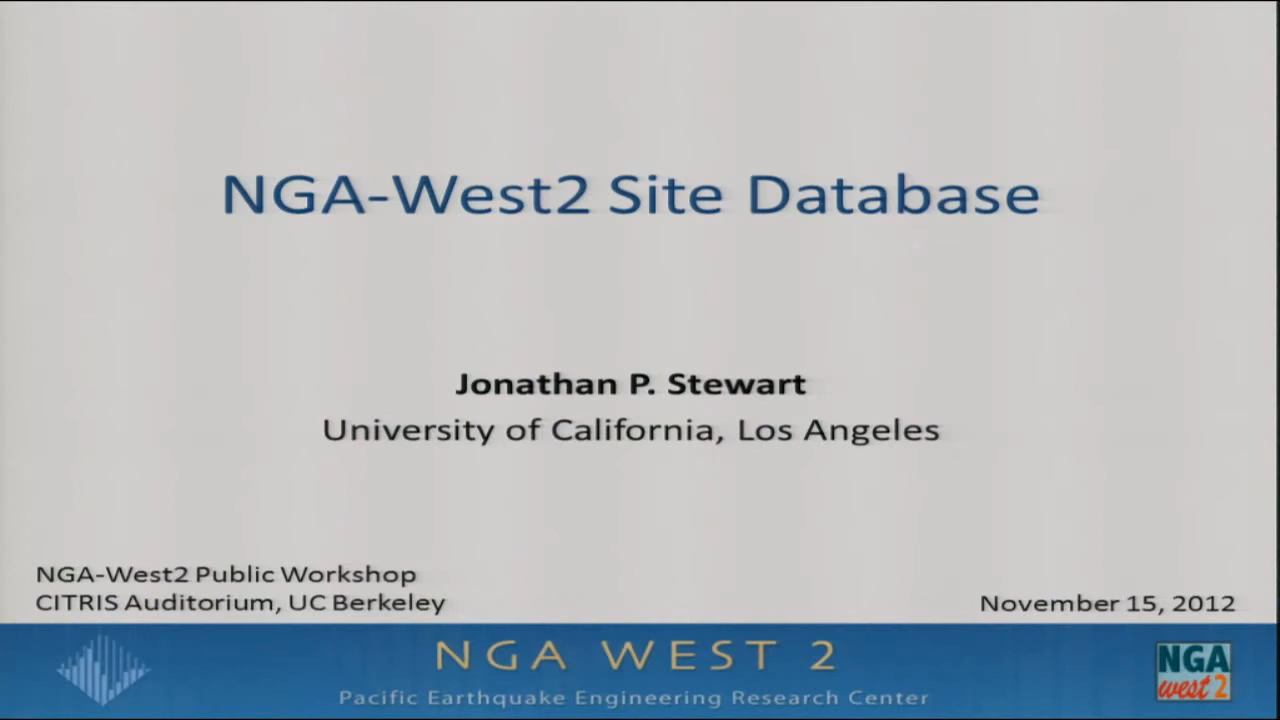 NGA-West2 Site Database
Jonathan P. Stewart
University of California, Los Angeles
NGA-West2 Public Workshop
CITRIS Auditorium, UC Berkeley
November 15, 2012
NGA WEST 2
Pacific Earthquake Engineering Research Center
NGA
west 2